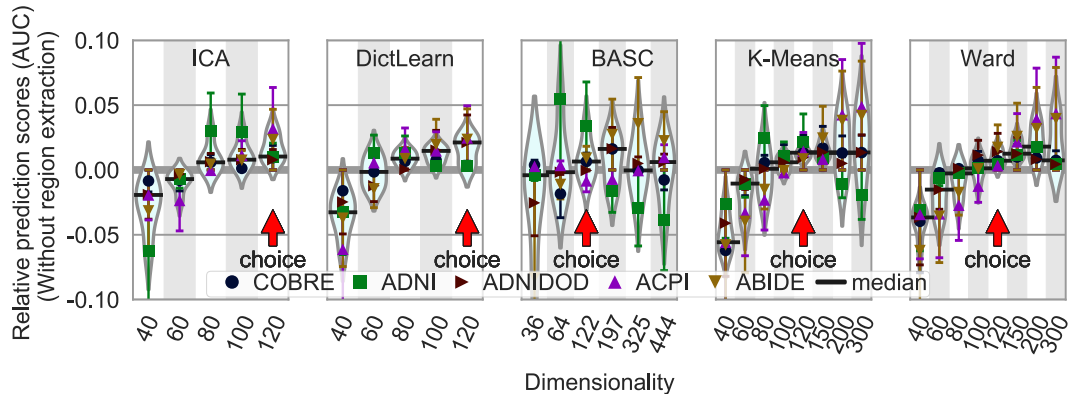 Relative prediction scores (AUC)
(Without region extraction)
0.10
0.05
0.00
-0.05
-0.10
ICA
DictLearn
BASC
K-Means
Ward
choice
choice
choice
choice
choice
COBRE ADNI ADNIDOD ACPI ABIDE median
40 60 80 100 120
40 60 80 100 120
36 64 122 197 325 444
40 60 80 100 120 150 200 300
40 60 80 100 120 150 200 300
Dimensionality